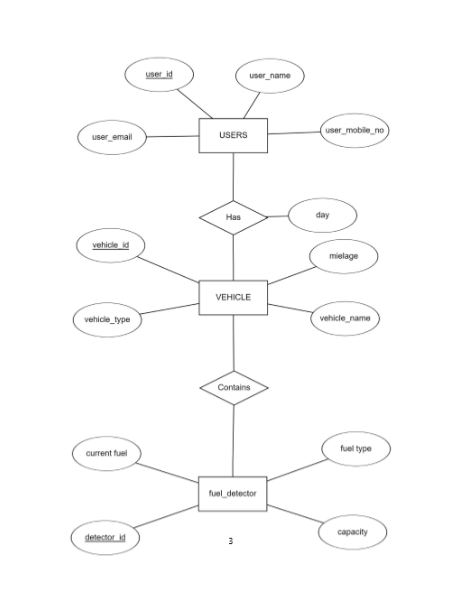 user_id
user_name
user_email
USERS
user_mobile_no
Has
day
vehicle_id
mielage
VEHICLE
vehicle_type
vehicle_name
Contains
current fuel
fuel type
fuel_detector
detector_id
3
capacity